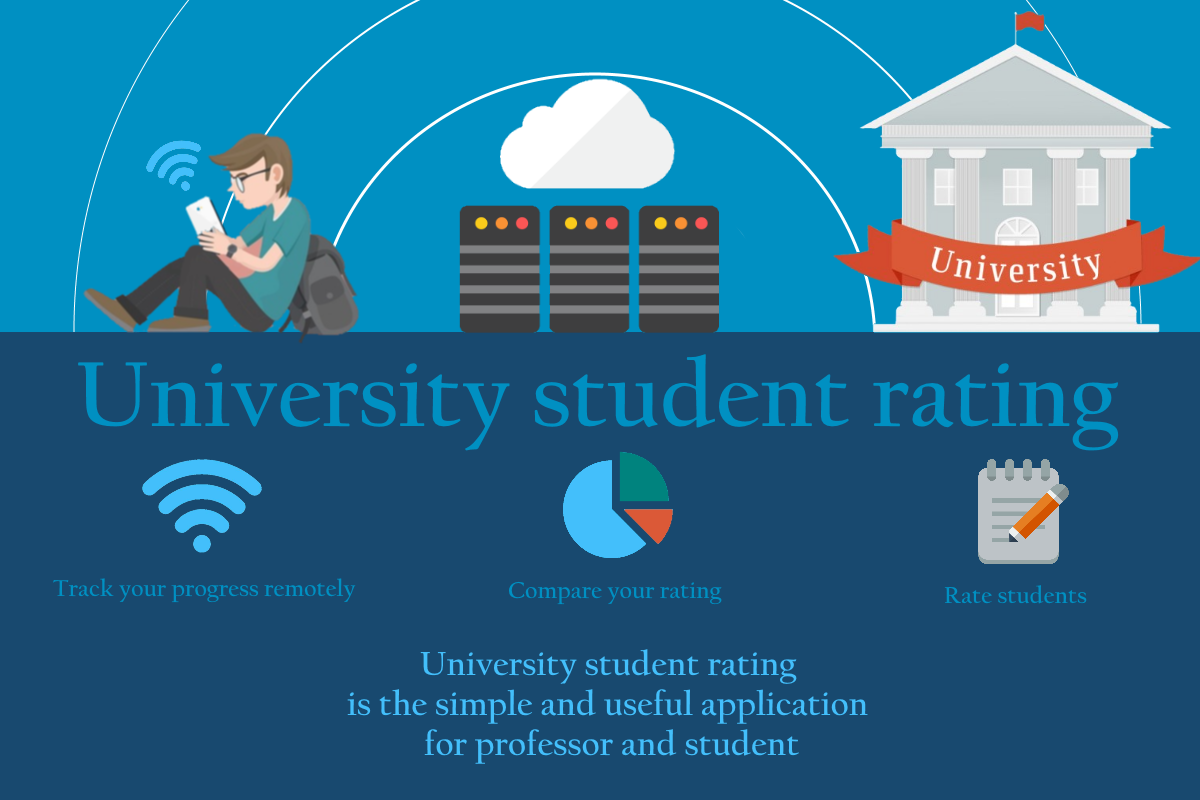 University
University student rating
Track your progress remotely
Compare your rating
Rate students
University student rating
is the simple and useful application
for professor and student